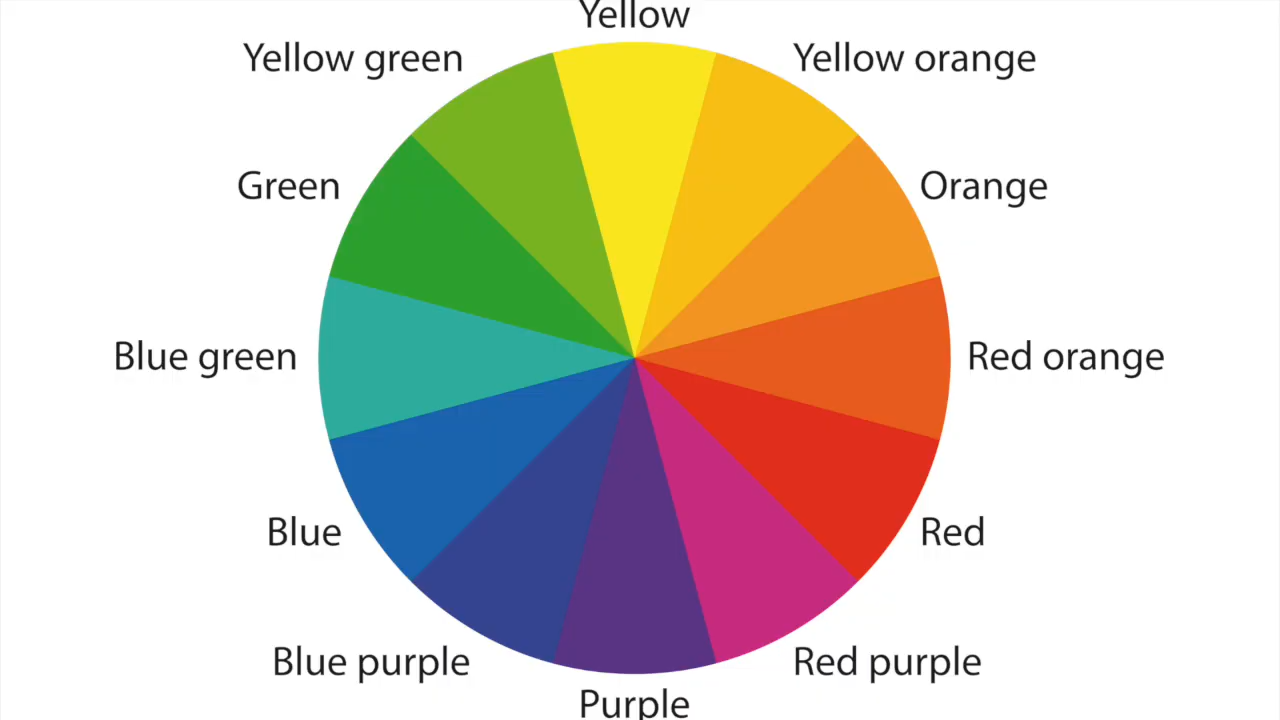 Yellow
Yellow green
Yellow orange
Green
Orange
Blue green
Red orange
Blue
Red
Blue purple
Red purple
Purple